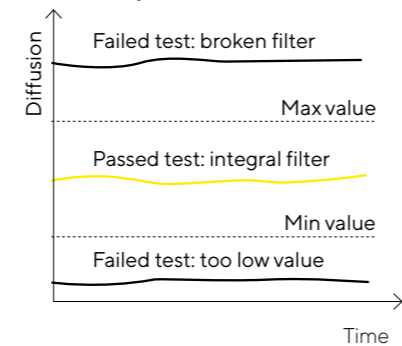 Diffusion
Failed test: broken filter
Max value
Passed test: integral filter
Min value
Failed test: too low value
Time